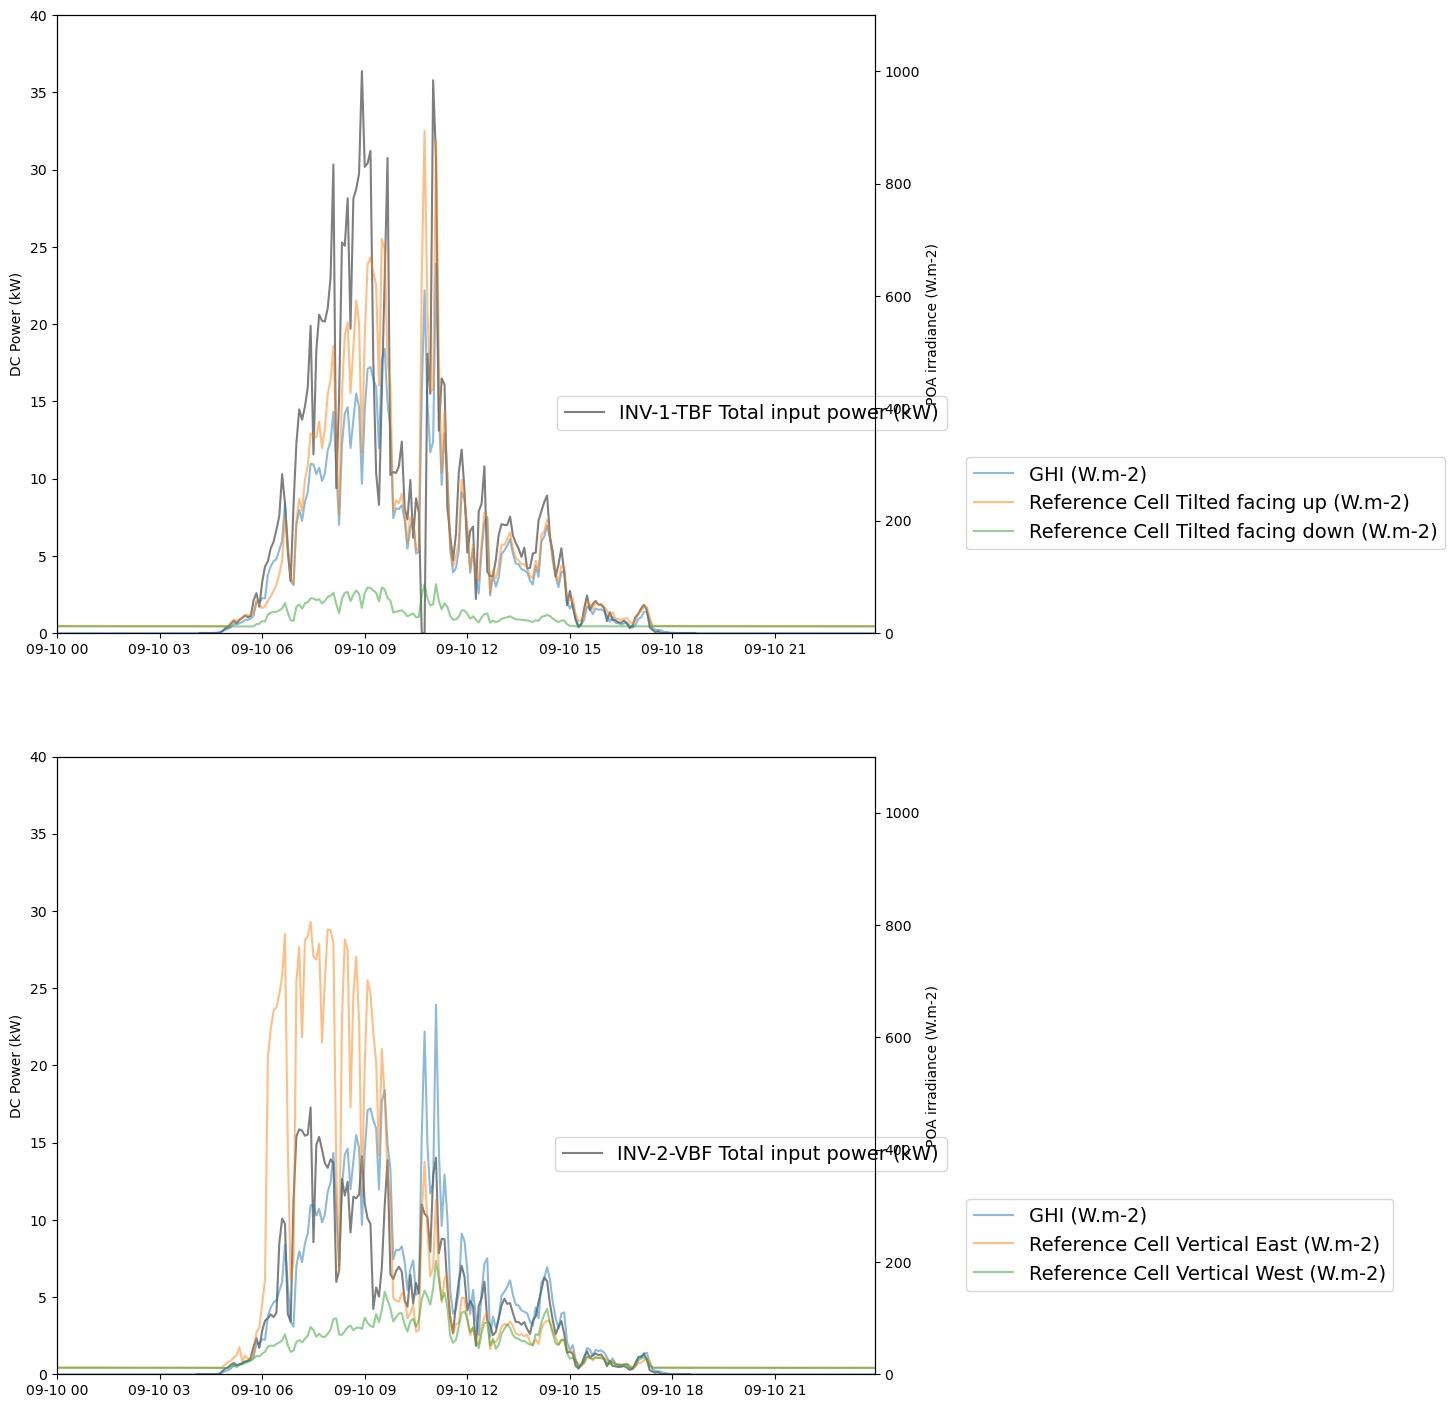 40
35
30
25
20
15
10
5
0
DC Power (kW)
1000
800
600
400
200
0
POA irradiance (W.m-2)
INV-1-TBF Total input power (kW)
GHI (W.m-2)
Reference Cell Tilted facing up (W.m-2)
Reference Cell Tilted facing down (W.m-2)
09-10 00 09-10 03 09-10 06 09-10 09 09-10 12 09-10 15 09-10 18 09-10 21
40
35
30
25
20
15
10
5
0
DC Power (kW)
1000
800
600
400
200
0
POA irradiance (W.m-2)
INV-2-VBF Total input power (kW)
GHI (W.m-2)
Reference Cell Vertical East (W.m-2)
Reference Cell Vertical West (W.m-2)
09-10 00 09-10 03 09-10 06 09-10 09 09-10 12 09-10 15 09-10 18 09-10 21